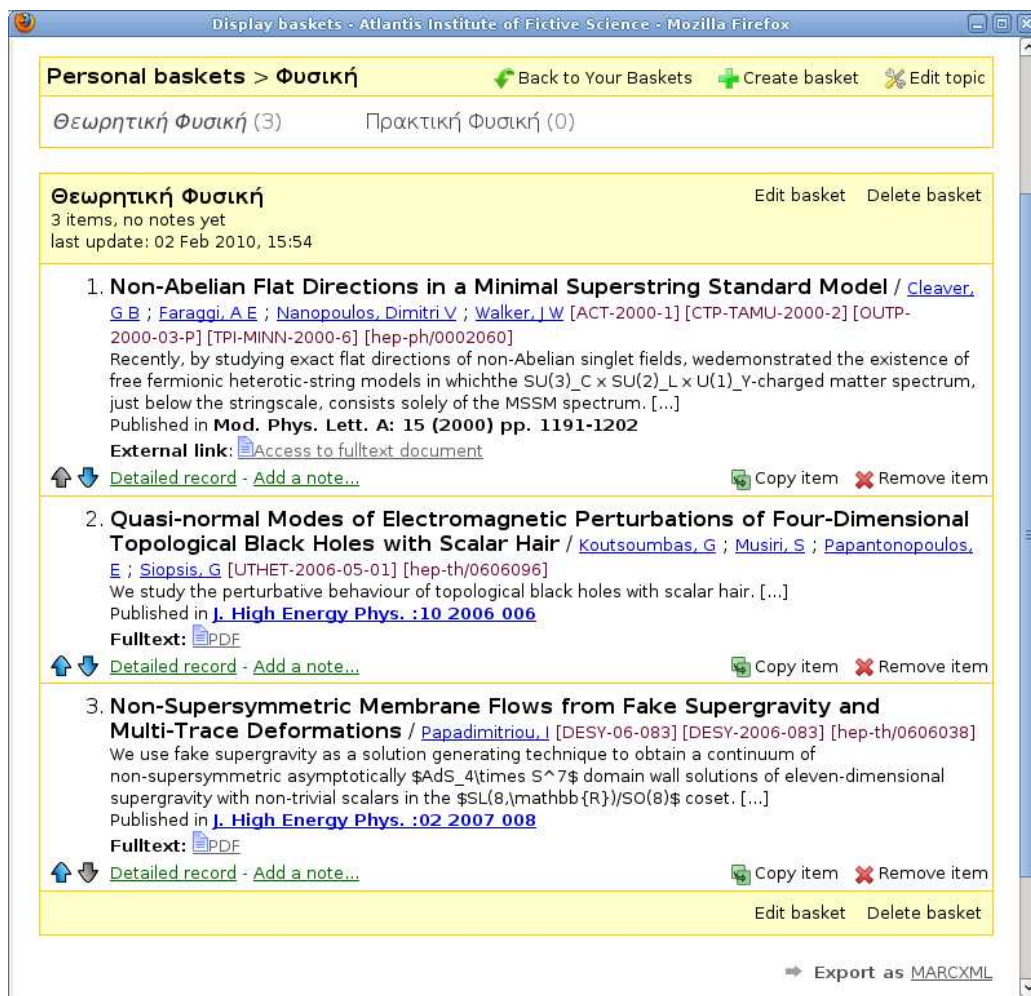 Display baskets - Atlantis Institute of Fictive Science - Mozilla Firefox
Personal baskets > Φυσική Back to Your Baskets Create basket Edit topic
Θεωρητική Φυσική (3) Πρακτική Φυσική (0)
Θεωρητική Φυσική Edit basket Delete basket
3 items, no notes yet
last update: 02 Feb 2010, 15:54
1. Non-Abelian Flat Directions in a Minimal Superstring Standard Model / Cleaver,
G B ; Faraggi, A E ; Nanopoulos, Dimitri V ; Walker, J W [ACT-2000-1] [CTP-TAMU-2000-2] [OUTP-
2000-03-P] [TPI-MINN-2000-6] [hep-ph/0002060]
Recently, by studying exact flat directions of non-Abelian singlet fields, wedemonstrated the existence of
free fermionic heterotic-string models in whichthe SU(3)_C x SU(2)_L x U(1)_Y-charged matter spectrum,
just below the stringscale, consists solely of the MSSM spectrum. [...]
Published in Mod. Phys. Lett. A: 15 (2000) pp. 1191-1202
External link: Access to fulltext document
Detailed record - Add a note... Copy item Remove item
2. Quasi-normal Modes of Electromagnetic Perturbations of Four-Dimensional
Topological Black Holes with Scalar Hair / Koutsoumbas, G ; Musiri, S ; Papantonopoulos,
E ; Siopsis, G [UTHET-2006-05-01] [hep-th/0606096]
We study the perturbative behaviour of topological black holes with scalar hair. [...]
Published in J. High Energy Phys. :10 2006 006
Fulltext: PDF
Detailed record - Add a note... Copy item Remove item
3. Non-Supersymmetric Membrane Flows from Fake Supergravity and
Multi-Trace Deformations / Papadimitriou, I [DESY-06-083] [DESY-2006-083] [hep-th/0606038]
We use fake supergravity as a solution generating technique to obtain a continuum of
non-supersymmetric asymptotically $AdS_4\times S^7$ domain wall solutions of eleven-dimensional
supergravity with non-trivial scalars in the $SL(8,\mathbb{R})/SO(8)$ coset. [...]
Published in J. High Energy Phys. :02 2007 008
Fulltext: PDF
Detailed record - Add a note... Copy item Remove item
Edit basket Delete basket
Export as MARCXML